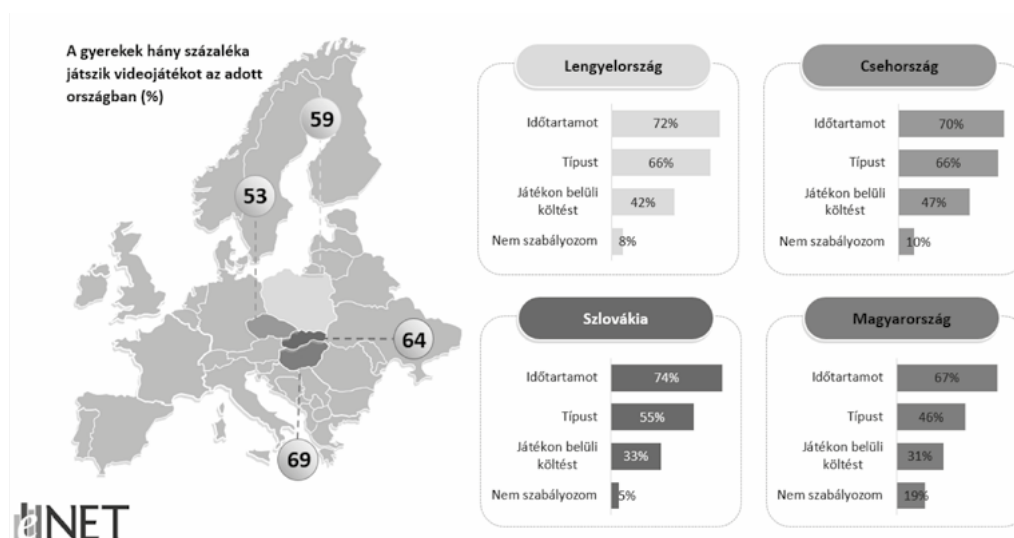 A gyerekek hány százaléka
játszik videojátékot az adott
országban (%)
59
53
64
69
Lengyelország
Időtartamot 72%
Típust 66%
Játékon belüli
költést 42%
Nem szabályozom 8%
Csehország
Időtartamot 70%
Típust 66%
Játékon belüli
költést 47%
Nem szabályozom 10%
Szlovákia
Időtartamot 74%
Típust 55%
Játékon belüli
költést 33%
Nem szabályozom 5%
Magyarország
Időtartamot 67%
Típust 46%
Játékon belüli
költést 31%
Nem szabályozom 19%
eNET